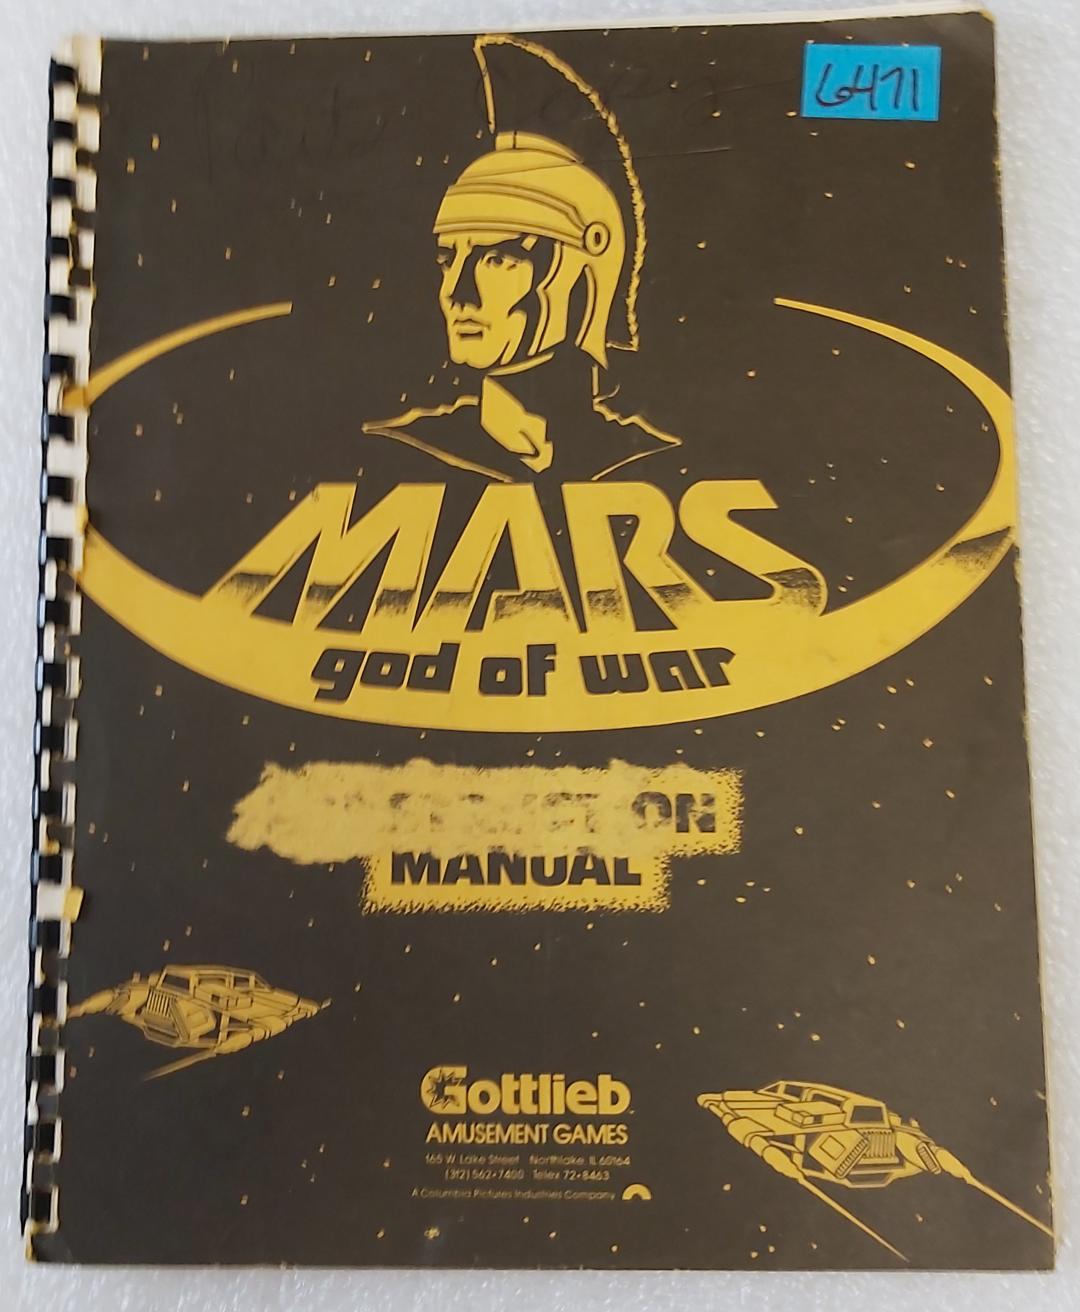 6471
MARS
god of war
MANUAL
Gottlieb
AMUSEMENT GAMES
165 W. Lake Street Northlake, IL 60164
(312) 562-7400 Telex 72-8463
A Columbia Pictures Industries Company